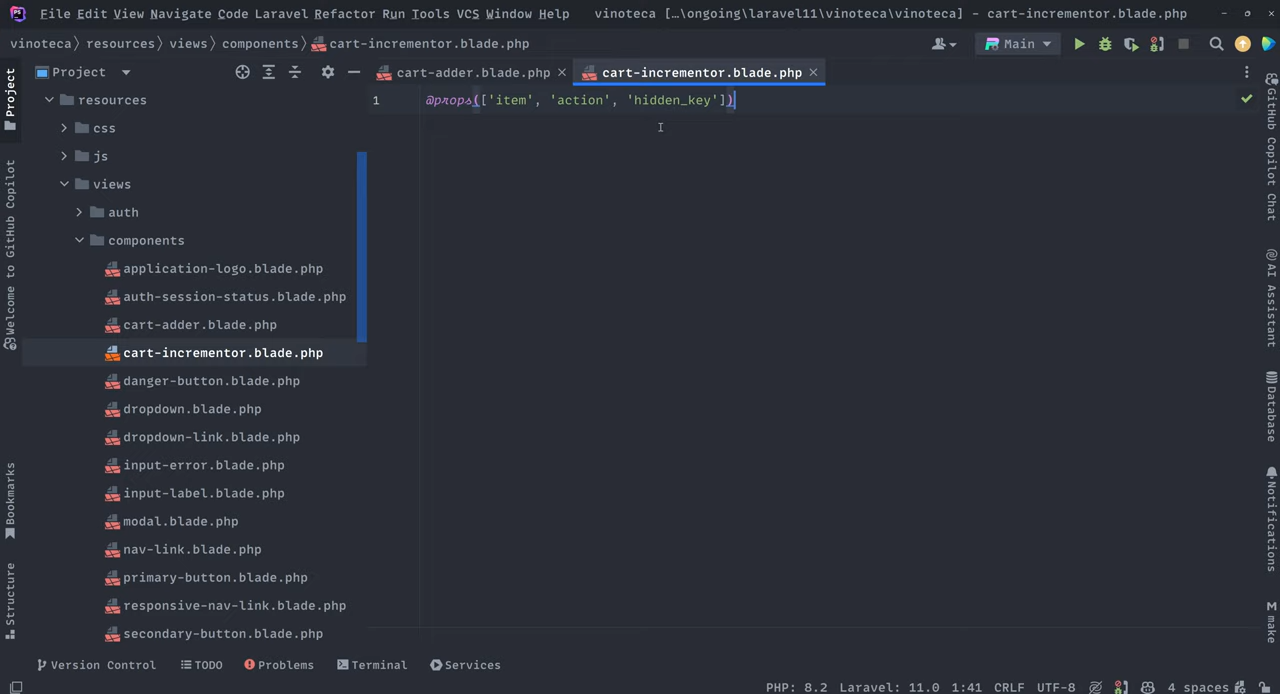 File Edit View Navigate Code Laravel Refactor Run Tools VCS Window Help vinoteca [...\ongoing\laravel11\vinoteca\vinoteca] - cart-incrementor.blade.php
vinoteca resources views components cart-incrementor.blade.php
Main
Project
cart-adder.blade.php
cart-incrementor.blade.php
1 @props(['item', 'action', 'hidden_key'])
resources
css
js
views
auth
components
application-logo.blade.php
auth-session-status.blade.php
cart-adder.blade.php
cart-incrementor.blade.php
danger-button.blade.php
dropdown.blade.php
dropdown-link.blade.php
input-error.blade.php
input-label.blade.php
modal.blade.php
nav-link.blade.php
primary-button.blade.php
responsive-nav-link.blade.php
secondary-button.blade.php
Project
Welcome to GitHub Copilot
Bookmarks
Structure
GitHub Copilot Chat
AI Assistant
Database
Notifications
M make
Version Control TODO Problems Terminal Services
PHP: 8.2 Laravel: 11.0 1:41 CRLF UTF-8 4 spaces